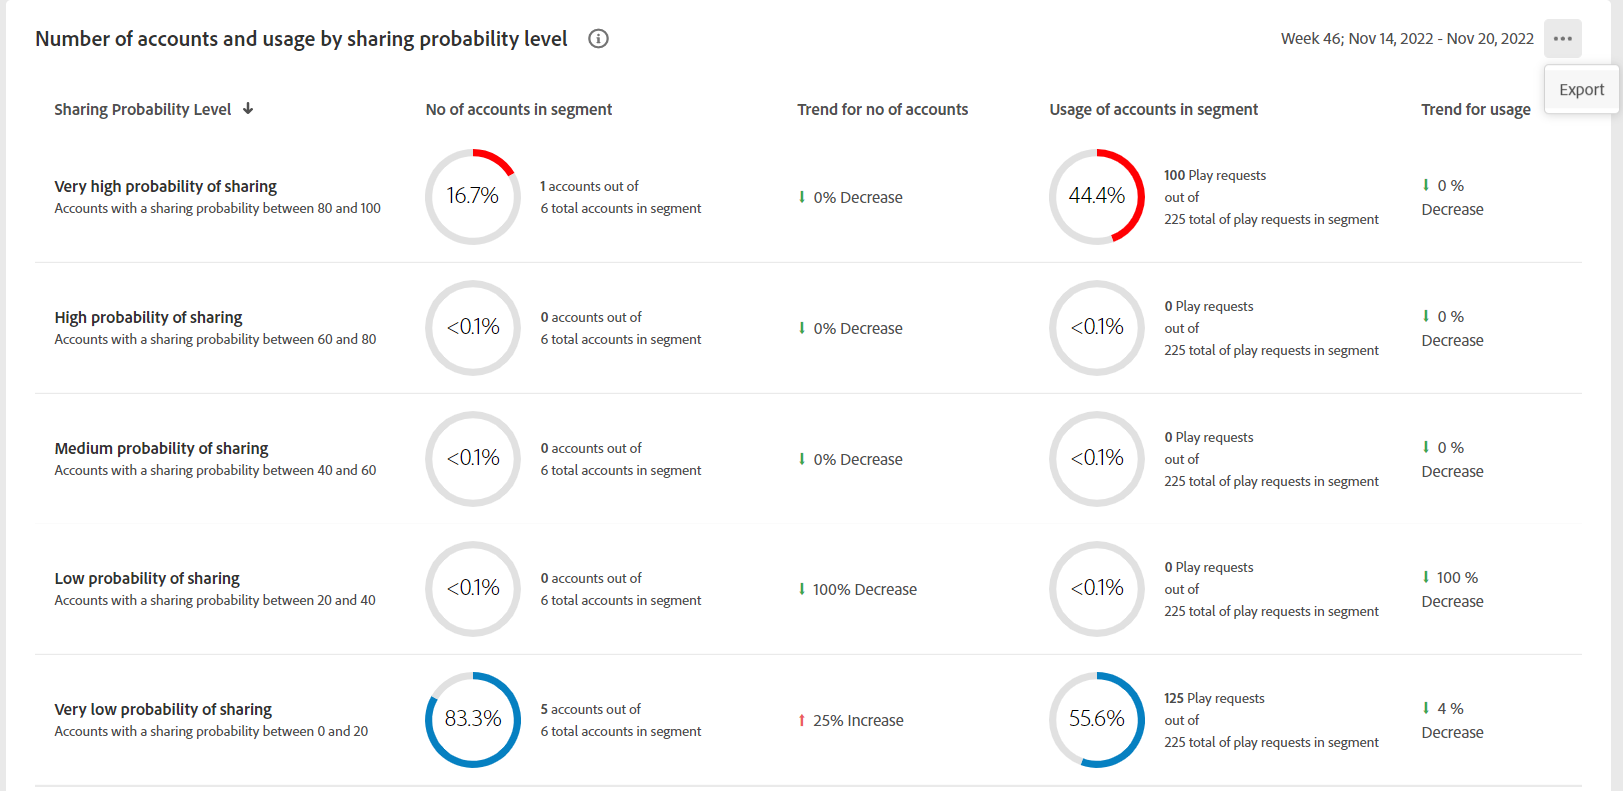 Number of accounts and usage by sharing probability level
Week 46; Nov 14, 2022 - Nov 20, 2022
Export
Sharing Probability Level
No of accounts in segment
Trend for no of accounts
Usage of accounts in segment
Trend for usage
Very high probability of sharing
Accounts with a sharing probability between 80 and 100
16.7%
1 accounts out of
6 total accounts in segment
0% Decrease
44.4%
100 Play requests
out of
225 total of play requests in segment
0 %
Decrease
High probability of sharing
Accounts with a sharing probability between 60 and 80
<0.1%
0 accounts out of
6 total accounts in segment
0% Decrease
<0.1%
0 Play requests
out of
225 total of play requests in segment
0 %
Decrease
Medium probability of sharing
Accounts with a sharing probability between 40 and 60
<0.1%
0 accounts out of
6 total accounts in segment
0% Decrease
<0.1%
0 Play requests
out of
225 total of play requests in segment
0 %
Decrease
Low probability of sharing
Accounts with a sharing probability between 20 and 40
<0.1%
0 accounts out of
6 total accounts in segment
100% Decrease
<0.1%
0 Play requests
out of
225 total of play requests in segment
100 %
Decrease
Very low probability of sharing
Accounts with a sharing probability between 0 and 20
83.3%
5 accounts out of
6 total accounts in segment
25% Increase
55.6%
125 Play requests
out of
225 total of play requests in segment
4 %
Decrease